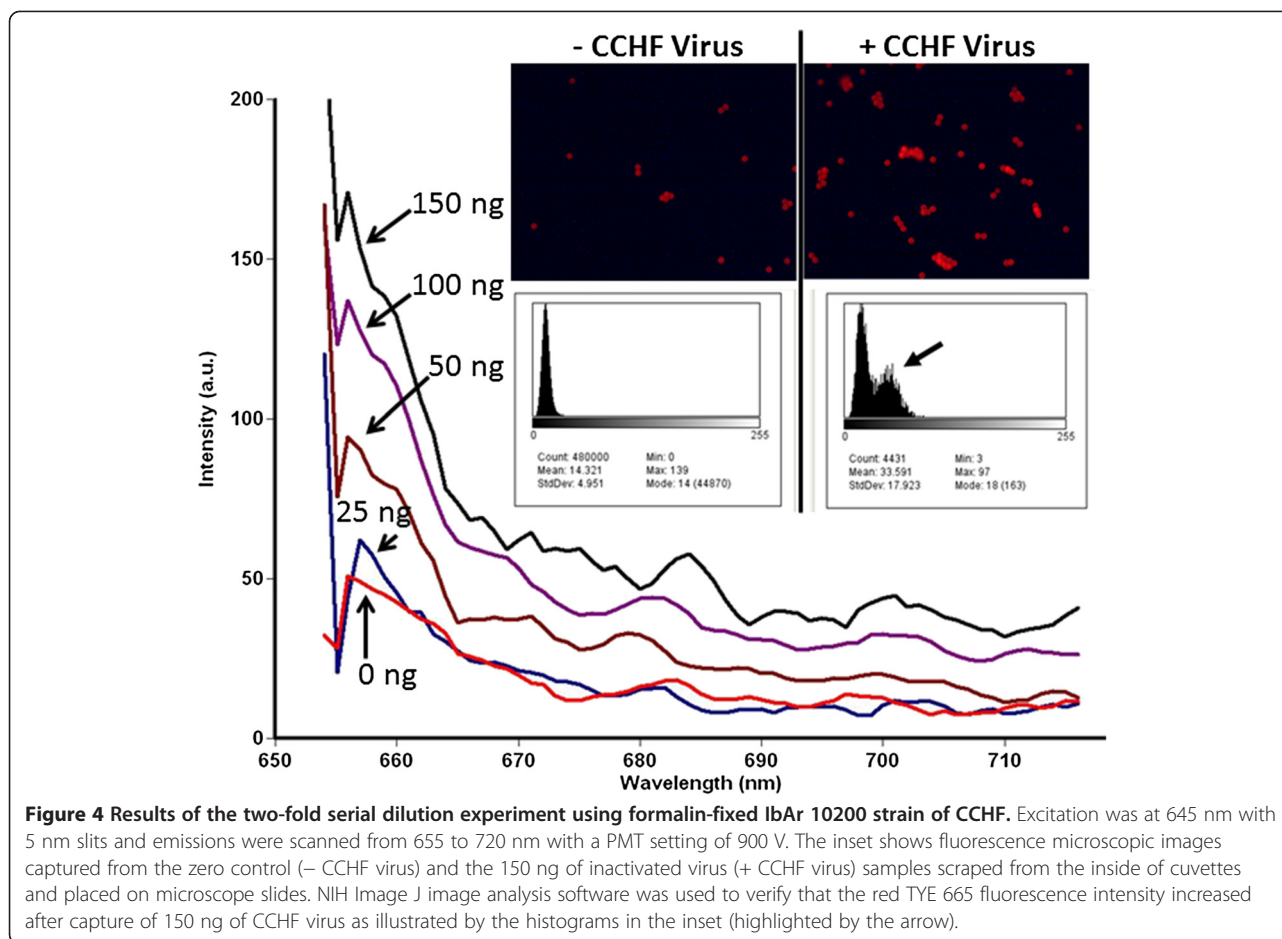 - CCHF Virus
+ CCHF Virus
200
150
100
50
0
Intensity (a.u.)
150 ng
100 ng
50 ng
25 ng
0 ng
0 255
Count: 480000 Min: 0
Mean: 14.321 Max: 139
StdDev: 4.951 Mode: 14 (44870)
0 255
Count: 4431 Min: 3
Mean: 33.591 Max: 97
StdDev: 17.923 Mode: 18 (163)
650 660 670 680 690 700 710
Wavelength (nm)
Figure 4 Results of the two-fold serial dilution experiment using formalin-fixed IbAr 10200 strain of CCHF. Excitation was at 645 nm with
5 nm slits and emissions were scanned from 655 to 720 nm with a PMT setting of 900 V. The inset shows fluorescence microscopic images
captured from the zero control (− CCHF virus) and the 150 ng of inactivated virus (+ CCHF virus) samples scraped from the inside of cuvettes
and placed on microscope slides. NIH Image J image analysis software was used to verify that the red TYE 665 fluorescence intensity increased
after capture of 150 ng of CCHF virus as illustrated by the histograms in the inset (highlighted by the arrow).